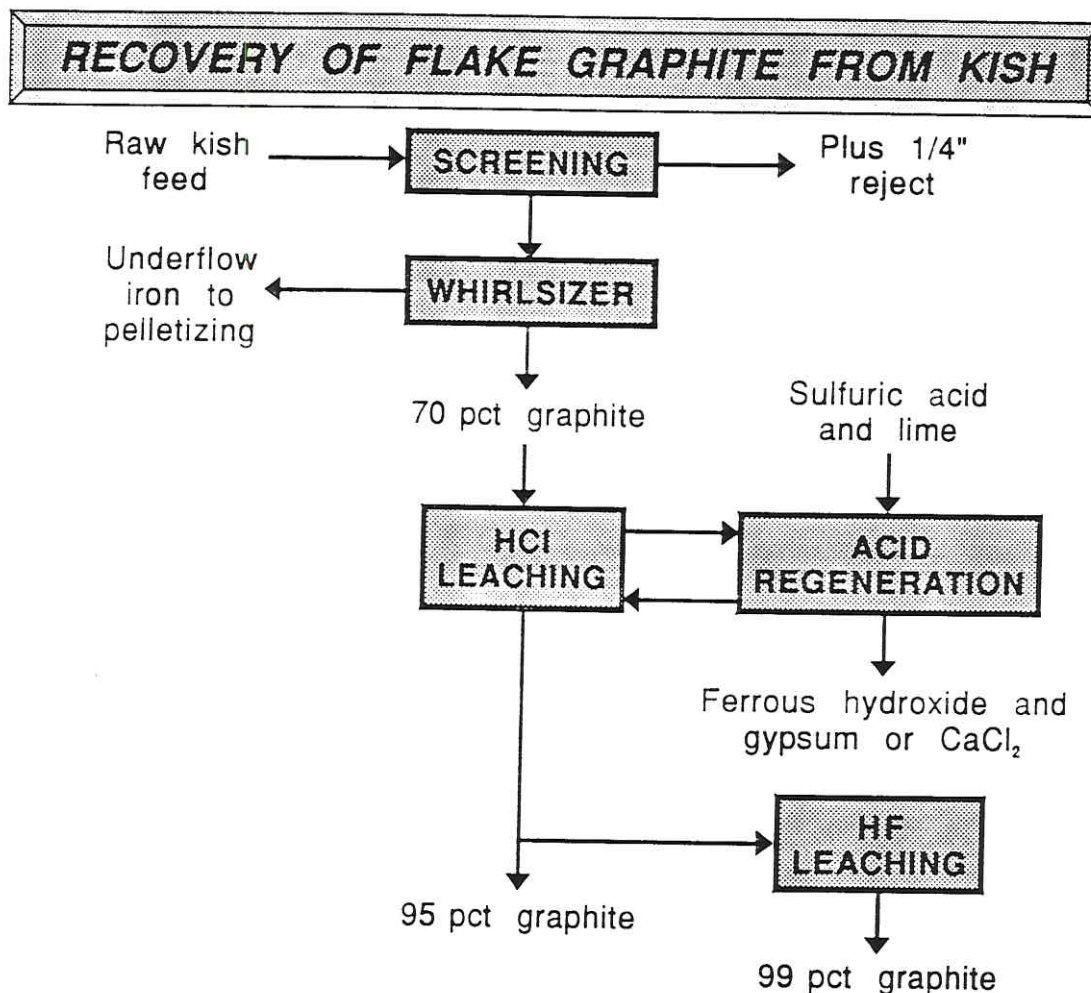 RECOVERY OF FLAKE GRAPHITE FROM KISH
Raw kish
feed
SCREENING
Plus 1/4"
reject
Underflow
iron to
pelletizing
WHIRLSIZER
70 pct graphite
Sulfuric acid
and lime
HCl
LEACHING
ACID
REGENERATION
Ferrous hydroxide and
gypsum or CaCl₂
HF
LEACHING
95 pct graphite
99 pct graphite